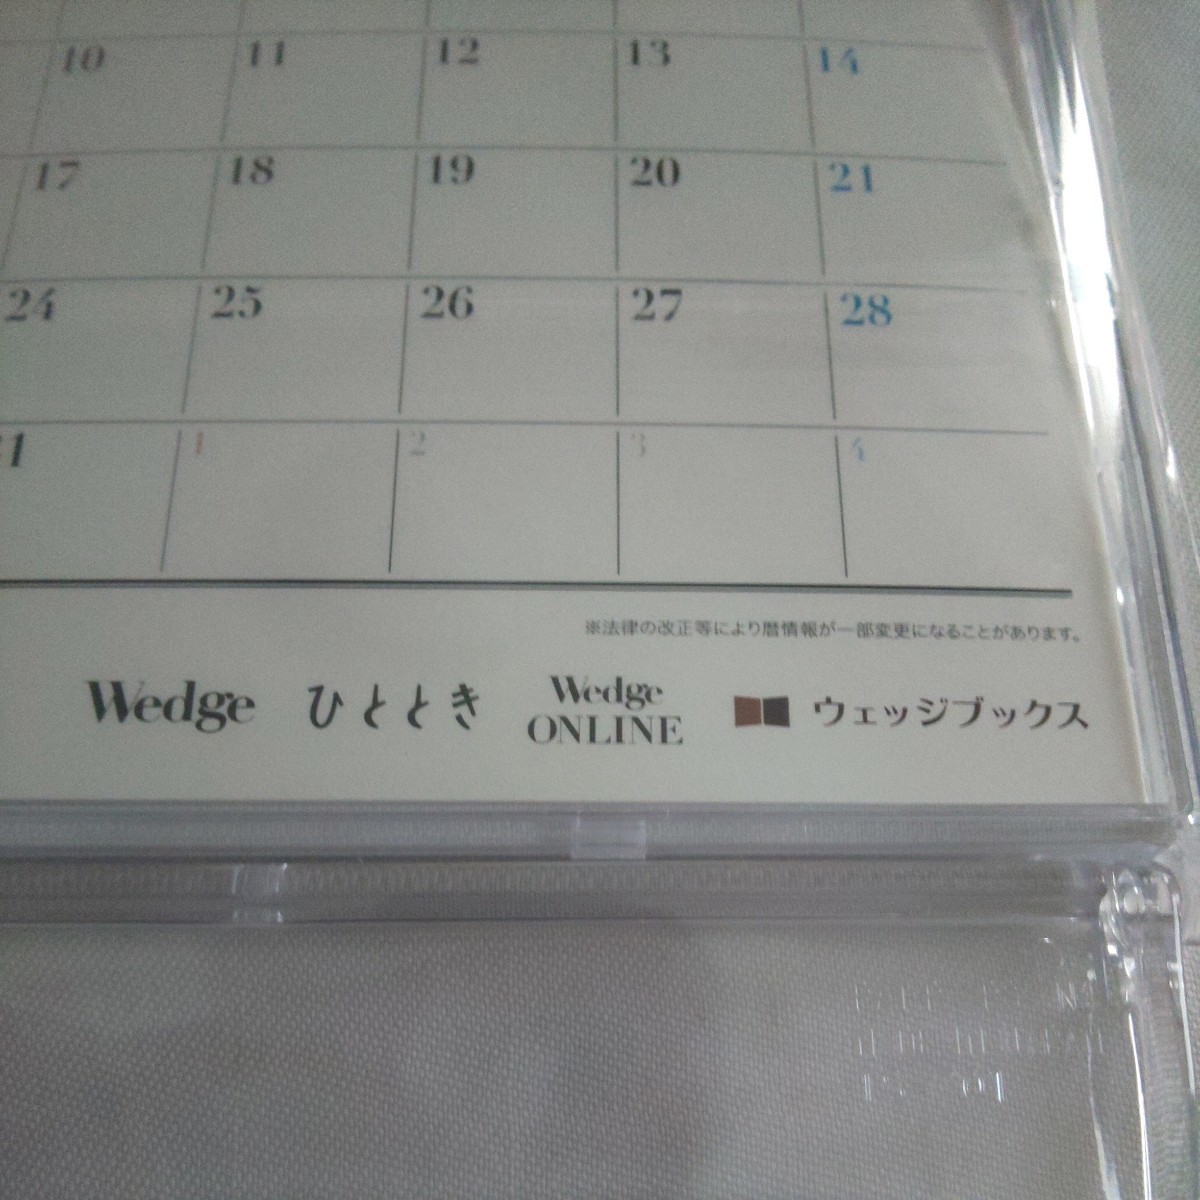 10 11 12 13 14
17 18 19 20 21
24 25 26 27 28
31 1 2 3 4
※法律の改正等により暦情報が一部変更になることがあります。
Wedge ひととき Wedge ONLINE ウェッジブックス